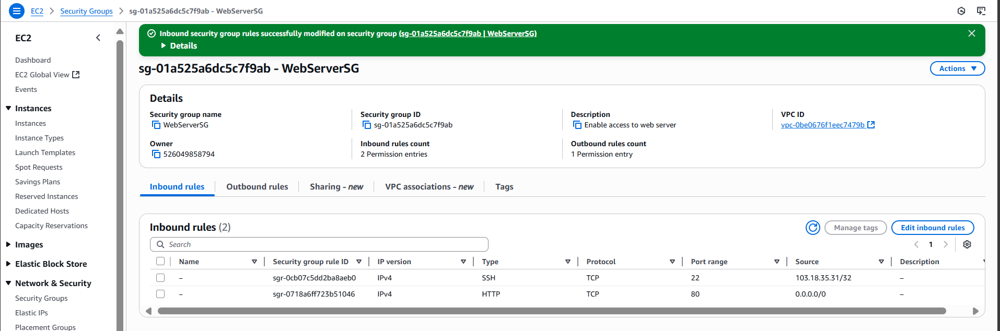 EC2 > Security Groups > sg-01a525a6dc5c7f9ab - WebServerSG
EC2
Dashboard
EC2 Global View
Events
Instances
Instances
Instance Types
Launch Templates
Spot Requests
Savings Plans
Reserved Instances
Dedicated Hosts
Capacity Reservations
Images
Elastic Block Store
Network & Security
Security Groups
Elastic IPs
Placement Groups
Inbound security group rules successfully modified on security group (sg-01a525a6dc5c7f9ab | WebServerSG)
Details
sg-01a525a6dc5c7f9ab - WebServerSG
Actions
Details
Security group name
WebServerSG
Security group ID
sg-01a525a6dc5c7f9ab
Description
Enable access to web server
VPC ID
vpc-0be0676f1eec7479b
Owner
526049858794
Inbound rules count
2 Permission entries
Outbound rules count
1 Permission entry
Inbound rules Outbound rules Sharing - new VPC associations - new Tags
Inbound rules (2)
Manage tags Edit inbound rules
Search
1
Name Security group rule ID IP version Type Protocol Port range Source Description
– sgr-0cb07c5dd2ba8aeb0 IPv4 SSH TCP 22 103.18.35.31/32 –
– sgr-0718a6ff723b51046 IPv4 HTTP TCP 80 0.0.0.0/0 –